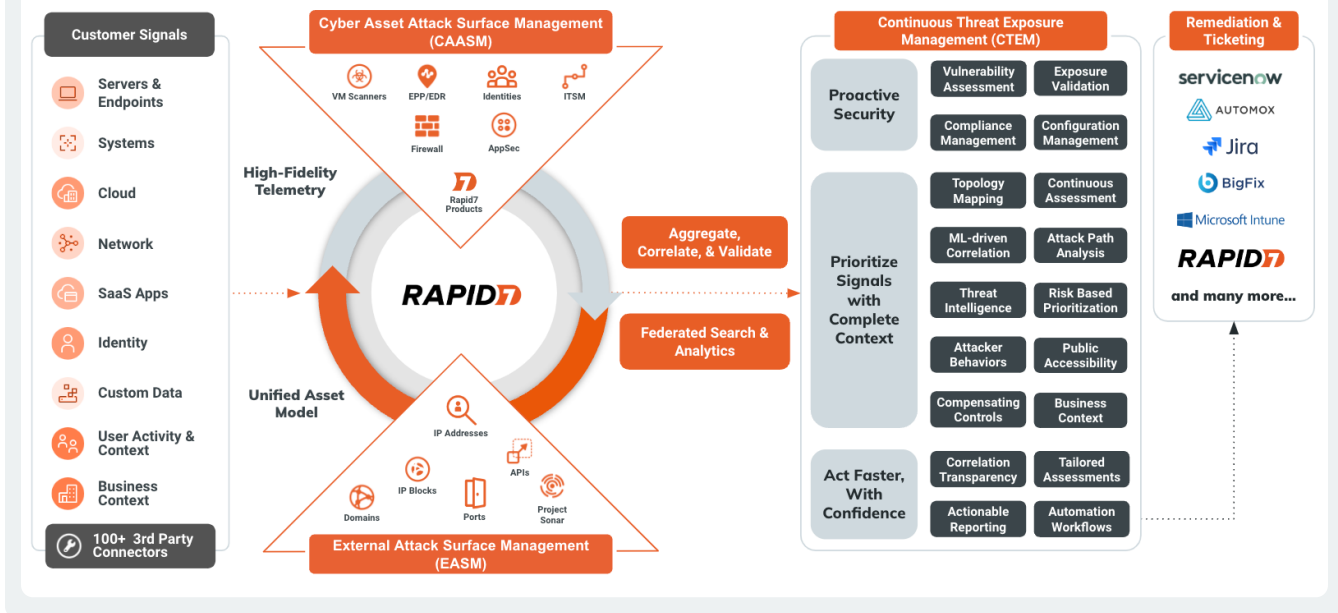 Customer Signals
Servers &
Endpoints
Systems
Cloud
Network
SaaS Apps
Identity
Custom Data
User Activity &
Context
Business
Context
100+ 3rd Party
Connectors
Cyber Asset Attack Surface Management
(CAASM)
VM Scanners
EPP/EDR
Identities
ITSM
Firewall
AppSec
Rapid7
Products
High-Fidelity
Telemetry
RAPID7
Unified Asset
Model
IP Addresses
IP Blocks
APIs
Domains
Ports
Project
Sonar
External Attack Surface Management
(EASM)
Aggregate,
Correlate, & Validate
Federated Search &
Analytics
Continuous Threat Exposure
Management (CTEM)
Proactive
Security
Vulnerability
Assessment
Exposure
Validation
Compliance
Management
Configuration
Management
Prioritize
Signals
with
Complete
Context
Topology
Mapping
Continuous
Assessment
ML-driven
Correlation
Attack Path
Analysis
Threat
Intelligence
Risk Based
Prioritization
Attacker
Behaviors
Public
Accessibility
Compensating
Controls
Business
Context
Act Faster,
With
Confidence
Correlation
Transparency
Tailored
Assessments
Actionable
Reporting
Automation
Workflows
Remediation &
Ticketing
servicenow
AUTOMOX
Jira
BigFix
Microsoft Intune
RAPID7
and many more...